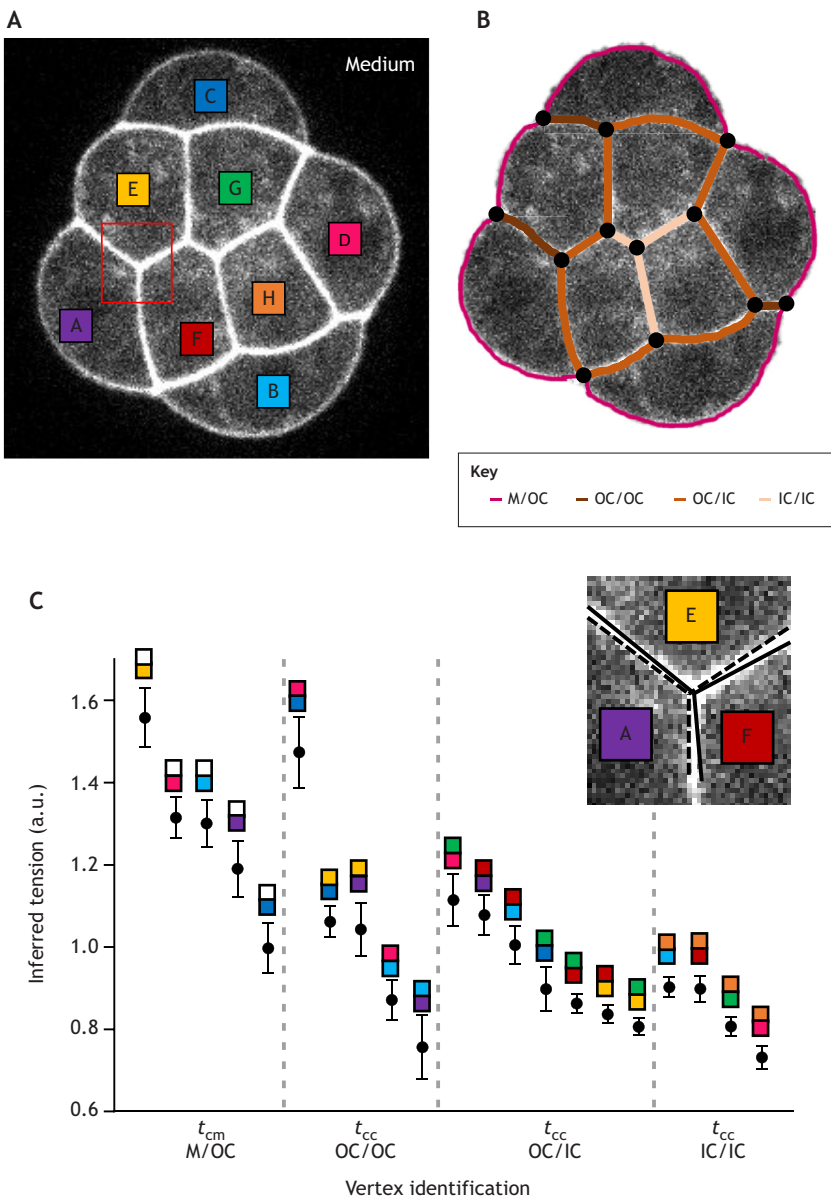 A
Medium
C
E
G
D
H
A
F
B
B
Key
M/OC
OC/OC
OC/IC
IC/IC
C
E
A
F
Inferred tension (a.u.)
1.6
1.4
1.2
1.0
0.8
0.6
tcm
M/OC
tcc
OC/OC
tcc
OC/IC
tcc
IC/IC
Vertex identification